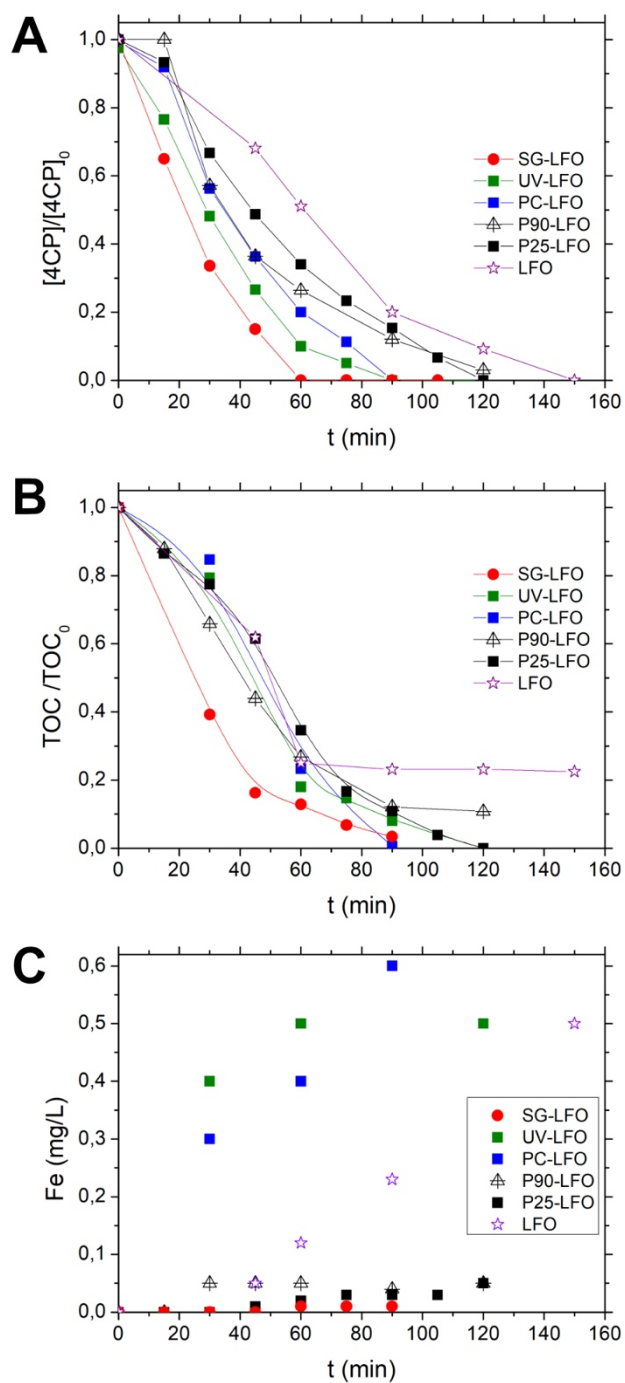 A
1,0
0,8
0,6
0,4
0,2
0,0
[4CP]/[4CP]0
SG-LFO
UV-LFO
PC-LFO
P90-LFO
P25-LFO
LFO
0 20 40 60 80 100 120 140 160
t (min)
B
1,0
0,8
0,6
0,4
0,2
0,0
TOC /TOC0
SG-LFO
UV-LFO
PC-LFO
P90-LFO
P25-LFO
LFO
0 20 40 60 80 100 120 140 160
t (min)
C
0,6
0,5
0,4
0,3
0,2
0,1
0,0
Fe (mg/L)
SG-LFO
UV-LFO
PC-LFO
P90-LFO
P25-LFO
LFO
0 20 40 60 80 100 120 140 160
t (min)